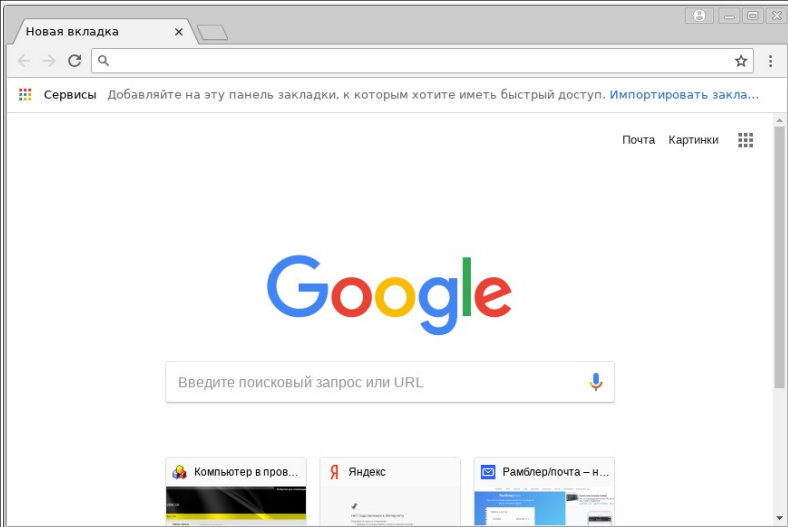 Новая вкладка
Сервисы Добавляйте на эту панель закладки, к которым хотите иметь быстрый доступ. Импортировать закла...
Почта Картинки
Google
Введите поисковый запрос или URL
Компьютер в пров... Яндекс Рамблер/почта – н...